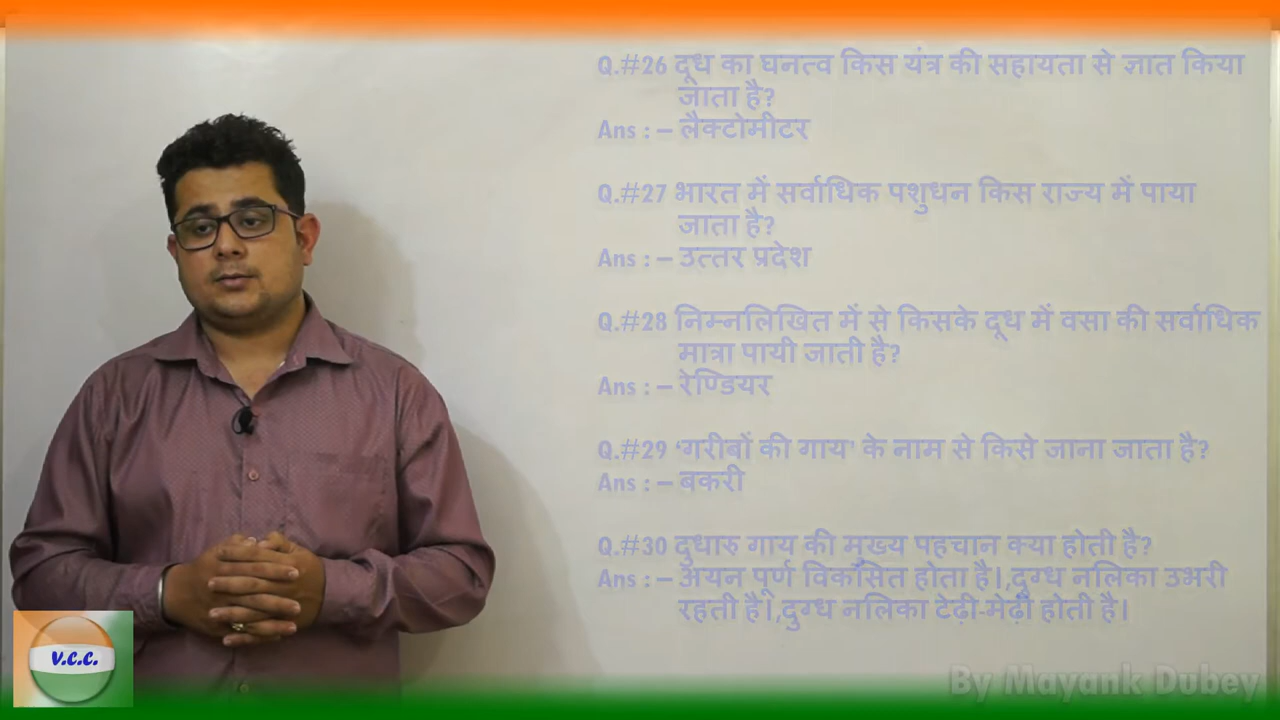 Q.#26 दूध का घनत्व किस यंत्र की सहायता से ज्ञात किया
जाता है?
Ans : – लैक्टोमीटर
Q.#27 भारत में सर्वाधिक पशुधन किस राज्य में पाया
जाता है?
Ans : – उत्तर प्रदेश
Q.#28 निम्नलिखित में से किसके दूध में वसा की सर्वाधिक
मात्रा पायी जाती है?
Ans : – रेण्डियर
Q.#29 ‘गरीबों की गाय’ के नाम से किसे जाना जाता है?
Ans : – बकरी
Q.#30 दुधारु गाय की मुख्य पहचान क्या होती है?
Ans : – अयन पूर्ण विकसित होता है।,दुग्ध नलिका उभरी
रहती है।,दुग्ध नलिका टेढ़ी-मेढ़ी होती है।
V.C.C.
By Mayank Dubey